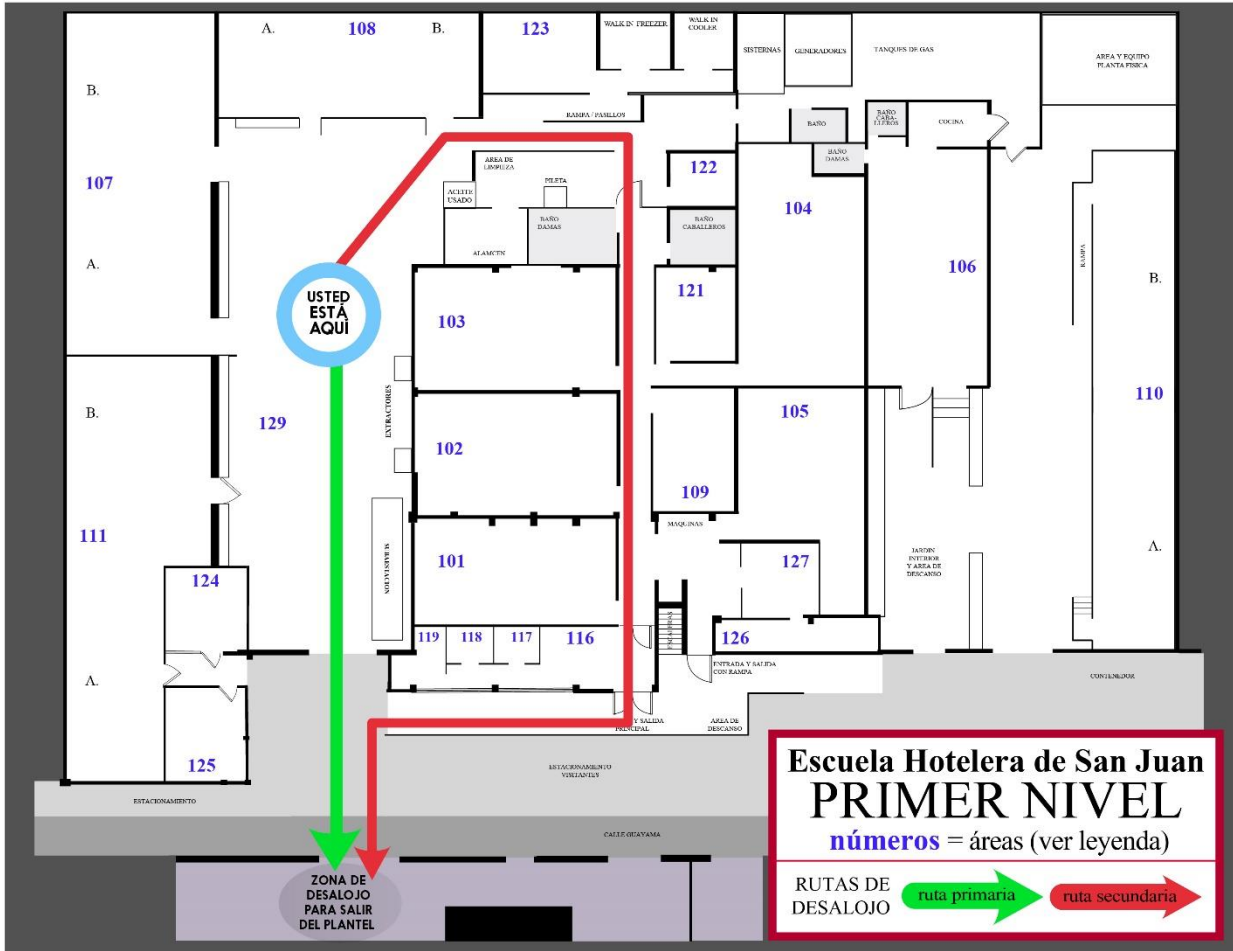 A.
108
B.
123
WALK IN FREEZER
WALK IN
COOLER
SISTERNAS
GENERADORES
TANQUES DE GAS
AREA Y EQUIPO
PLANTA FISICA
B.
RAMPA / PASILLOS
BAÑO
BAÑO
CABA-
LLEROS
COCINA
AREA DE
LIMPIEZA
BAÑO
DAMAS
107
ACEITE
USADO
PILETA
122
104
BAÑO
DAMAS
BAÑO
CABALLEROS
ALAMCEN
A.
106
RAMPA
B.
USTED
ESTÁ
AQUÍ
103
121
110
B.
129
EXTRACTORES
102
105
109
MAQUINAS
111
101
SUBAESTACION
127
JARDIN
INTERIOR
Y AREA DE
DESCANSO
A.
124
119
118
117
116
ESCALERAS
126
A.
ENTRADA Y SALIDA
CON RAMPA
CONTENEDOR
Y SALIDA
PRINCIPAL
AREA DE
DESCANSO
125
ESTACIONAMIENTO
VISITANTES
ESTACIONAMIENTO
CALLE GUAYAMA
ZONA DE
DESALOJO
PARA SALIR
DEL PLANTEL
Escuela Hotelera de San Juan
PRIMER NIVEL
números = áreas (ver leyenda)
RUTAS DE
DESALOJO
ruta primaria
ruta secundaria